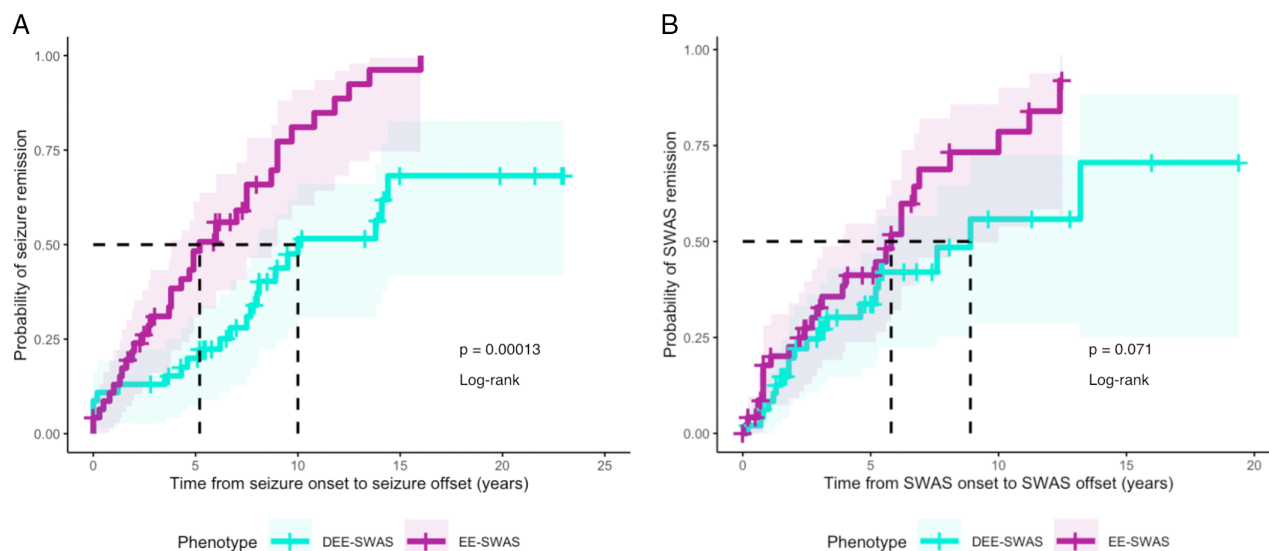 A
Probability of seizure remission
1.00
0.75
0.50
0.25
0.00
p = 0.00013
Log-rank
0 5 10 15 20 25
Time from seizure onset to seizure offset (years)
Phenotype DEE-SWAS EE-SWAS
B
Probability of SWAS remission
1.00
0.75
0.50
0.25
0.00
p = 0.071
Log-rank
0 5 10 15 20
Time from SWAS onset to SWAS offset (years)
Phenotype DEE-SWAS EE-SWAS